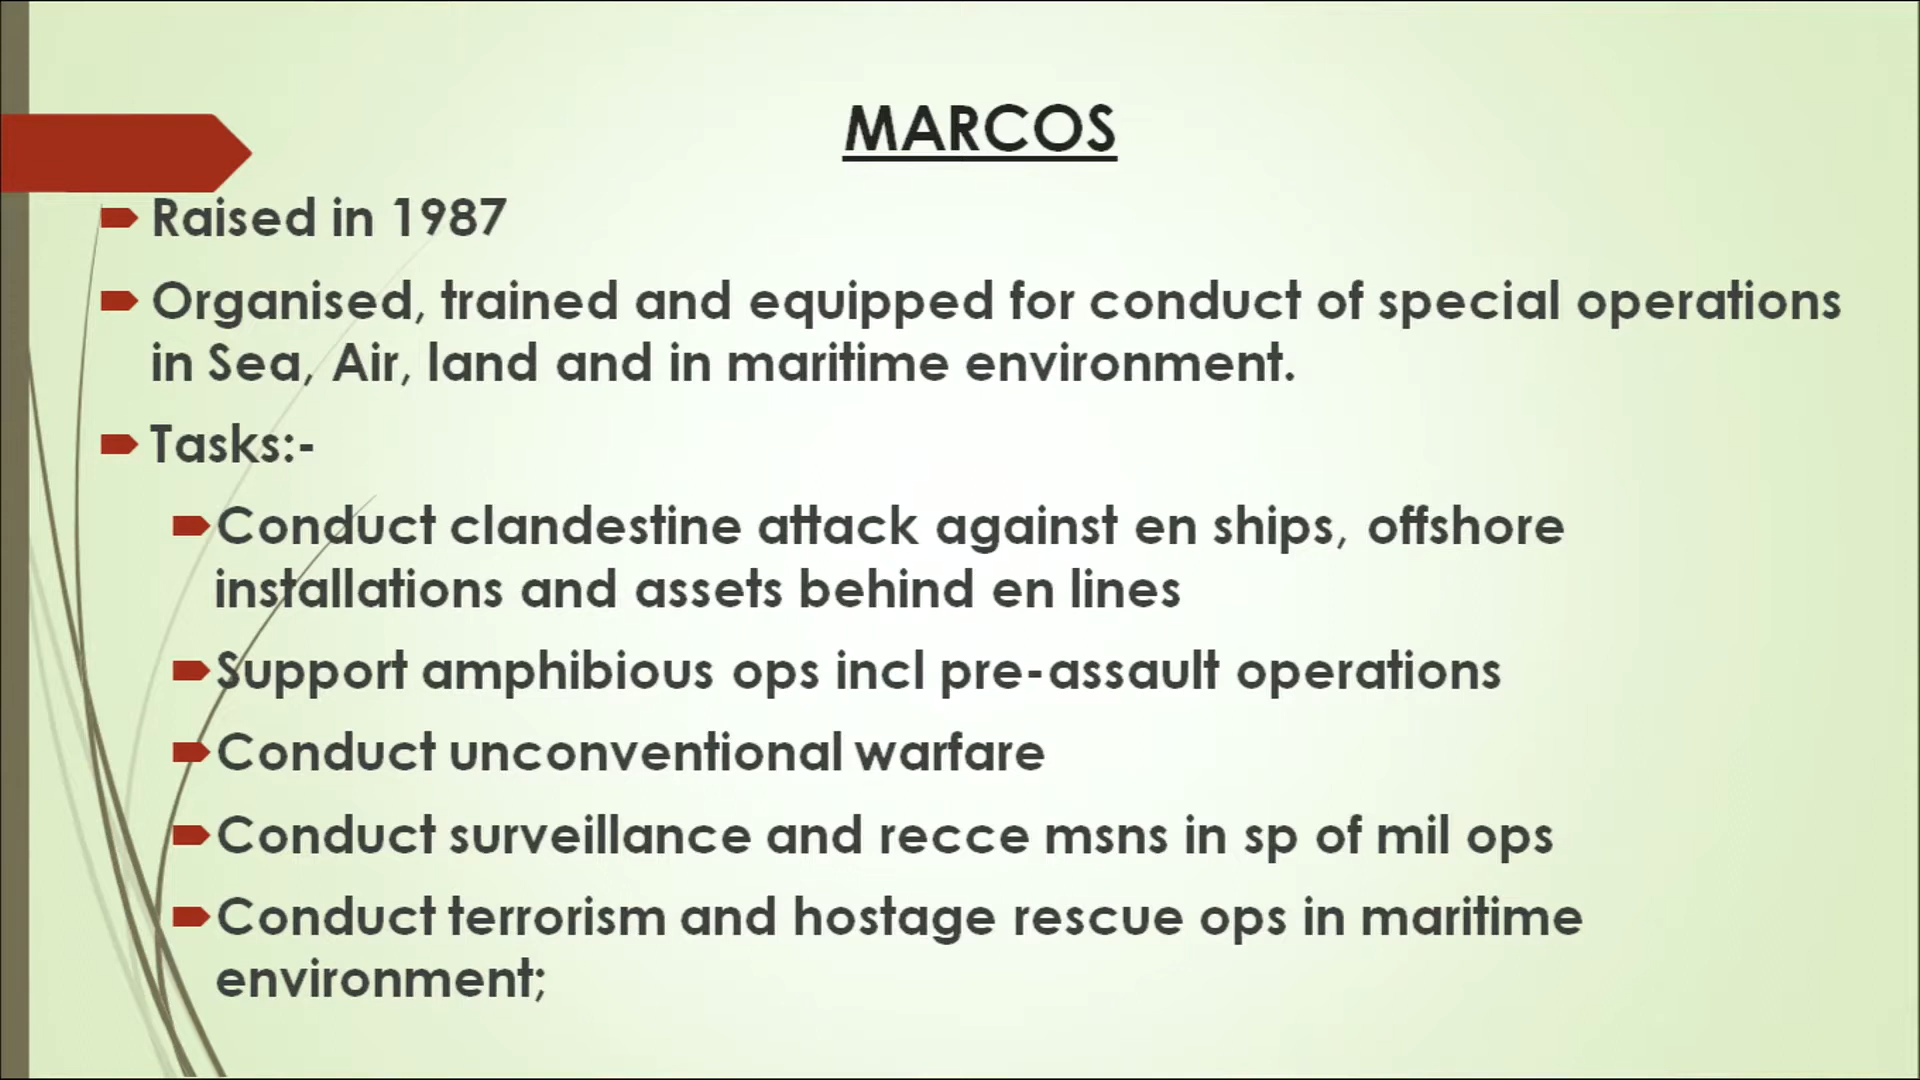 MARCOS
Raised in 1987
Organised, trained and equipped for conduct of special operations
in Sea, Air, land and in maritime environment.
Tasks:-
Conduct clandestine attack against en ships, offshore
installations and assets behind en lines
Support amphibious ops incl pre-assault operations
Conduct unconventional warfare
Conduct surveillance and recce msns in sp of mil ops
Conduct terrorism and hostage rescue ops in maritime
environment;